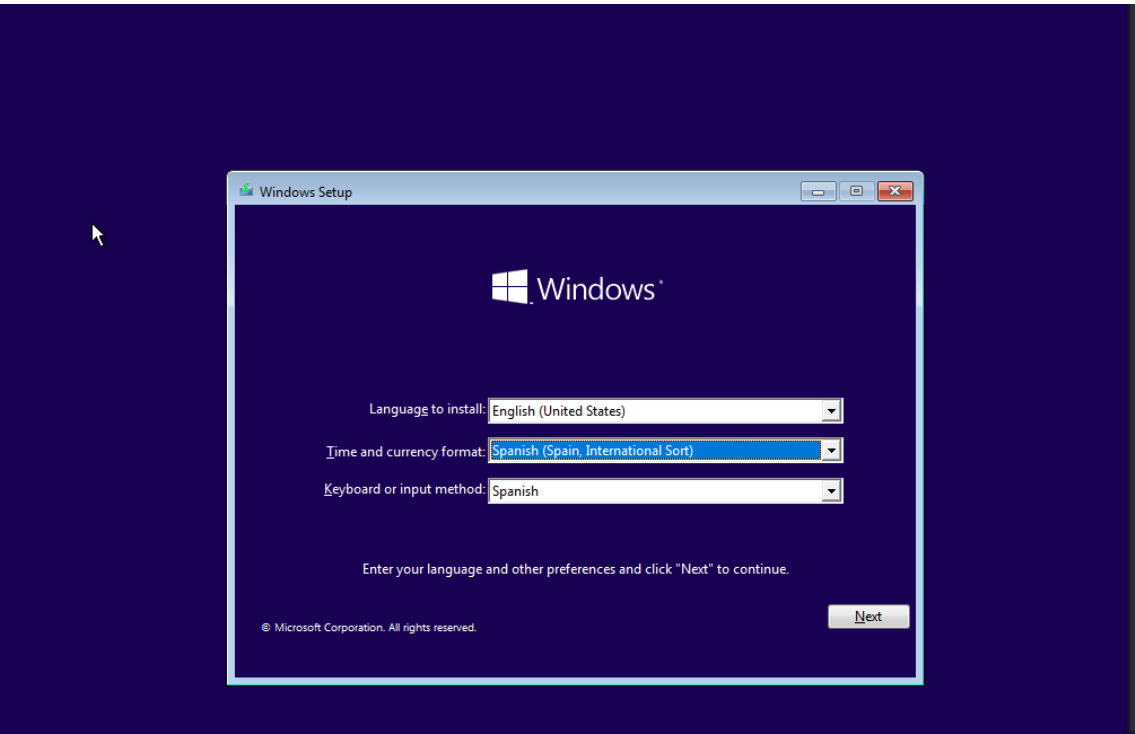 Windows Setup
Windows
Language to install: English (United States)
Time and currency format: Spanish (Spain, International Sort)
Keyboard or input method: Spanish
Enter your language and other preferences and click "Next" to continue.
Next
© Microsoft Corporation. All rights reserved.